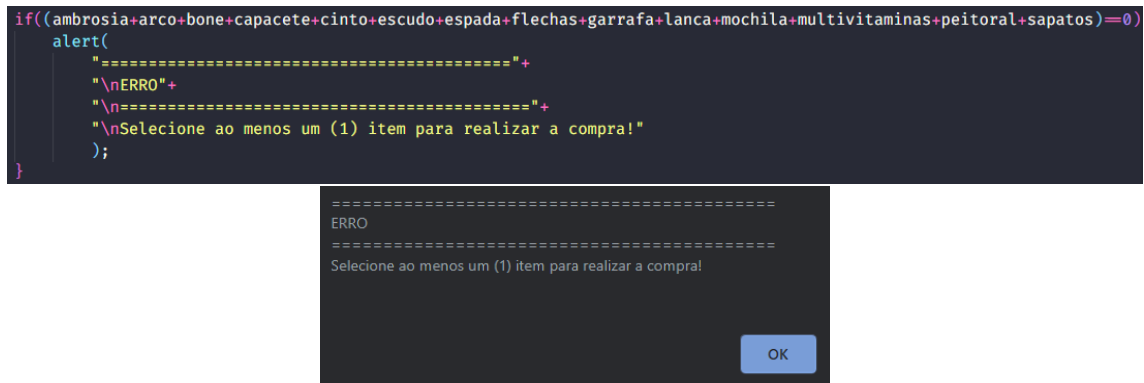 if((ambrosia+arco+bone+capacete+cinto+escudo+espada+flechas+garrafa+lanca+mochila+multivitaminas+peitoral+sapatos)==0)
alert(
"==========================================="+
"\nERRO"+
"\n==========================================="+
"\nSelecione ao menos um (1) item para realizar a compra!"
);
}
===========================================
ERRO
===========================================
Selecione ao menos um (1) item para realizar a compra!
OK